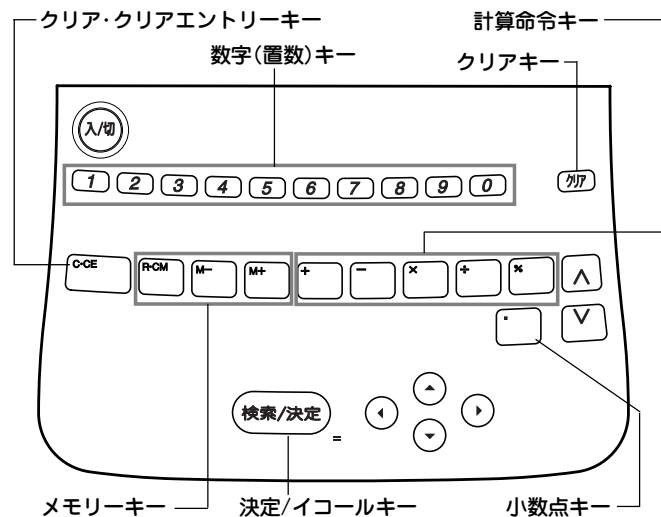 クリア・クリアエントリーキー
計算命令キー
数字(置数)キー
クリアキー
入/切
1 2 3 4 5 6 7 8 9 0
クリア
C・CE R・CM M− M+ + − × ÷ %
.
検索/決定
=
メモリーキー 決定/イコールキー 小数点キー